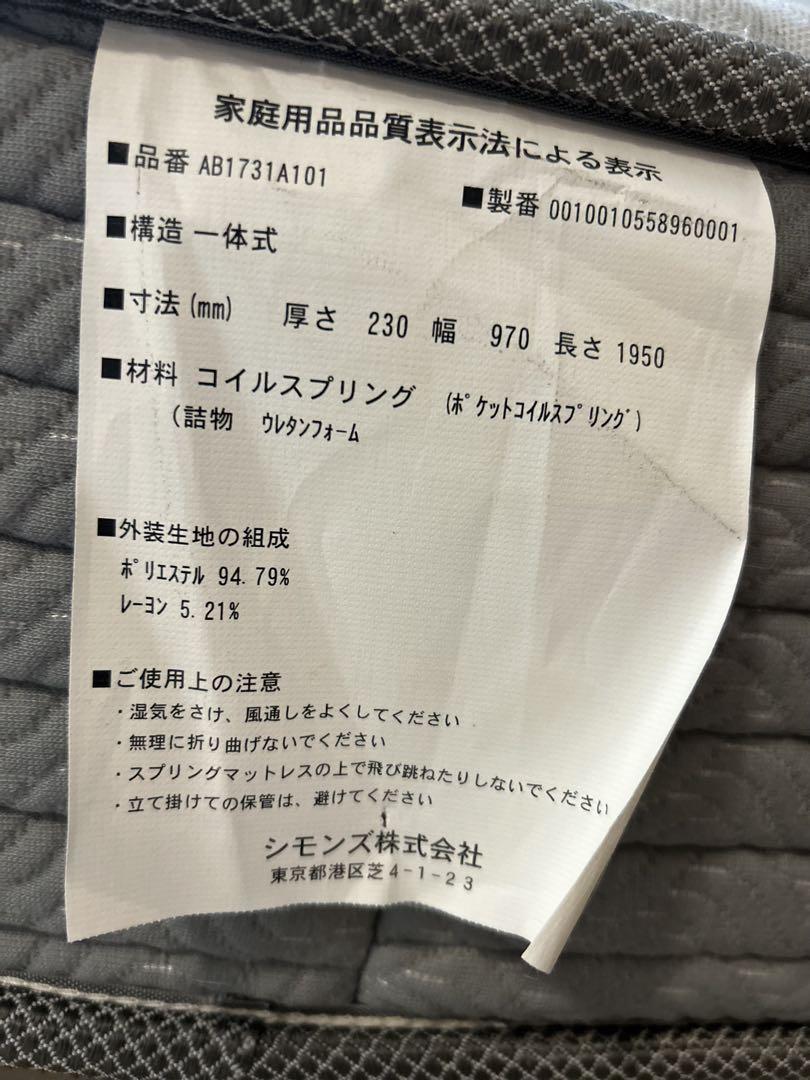 家庭用品品質表示法による表示
■品番 AB1731A101 ■製番 0010010558960001
■構造 一体式
■寸法(mm) 厚さ 230 幅 970 長さ 1950
■材料 コイルスプリング (ﾎﾟｹｯﾄｺｲﾙｽﾌﾟﾘﾝｸﾞ)
(詰物 ｳﾚﾀﾝﾌｫｰﾑ
■外装生地の組成
ﾎﾟﾘｴｽﾃﾙ 94.79%
ﾚｰﾖﾝ 5.21%
■ご使用上の注意
・湿気をさけ、風通しをよくしてください
・無理に折り曲げないでください
・スプリングマットレスの上で飛び跳ねたりしないでください
・立て掛けての保管は、避けてください
シモンズ株式会社
東京都港区芝4-1-23